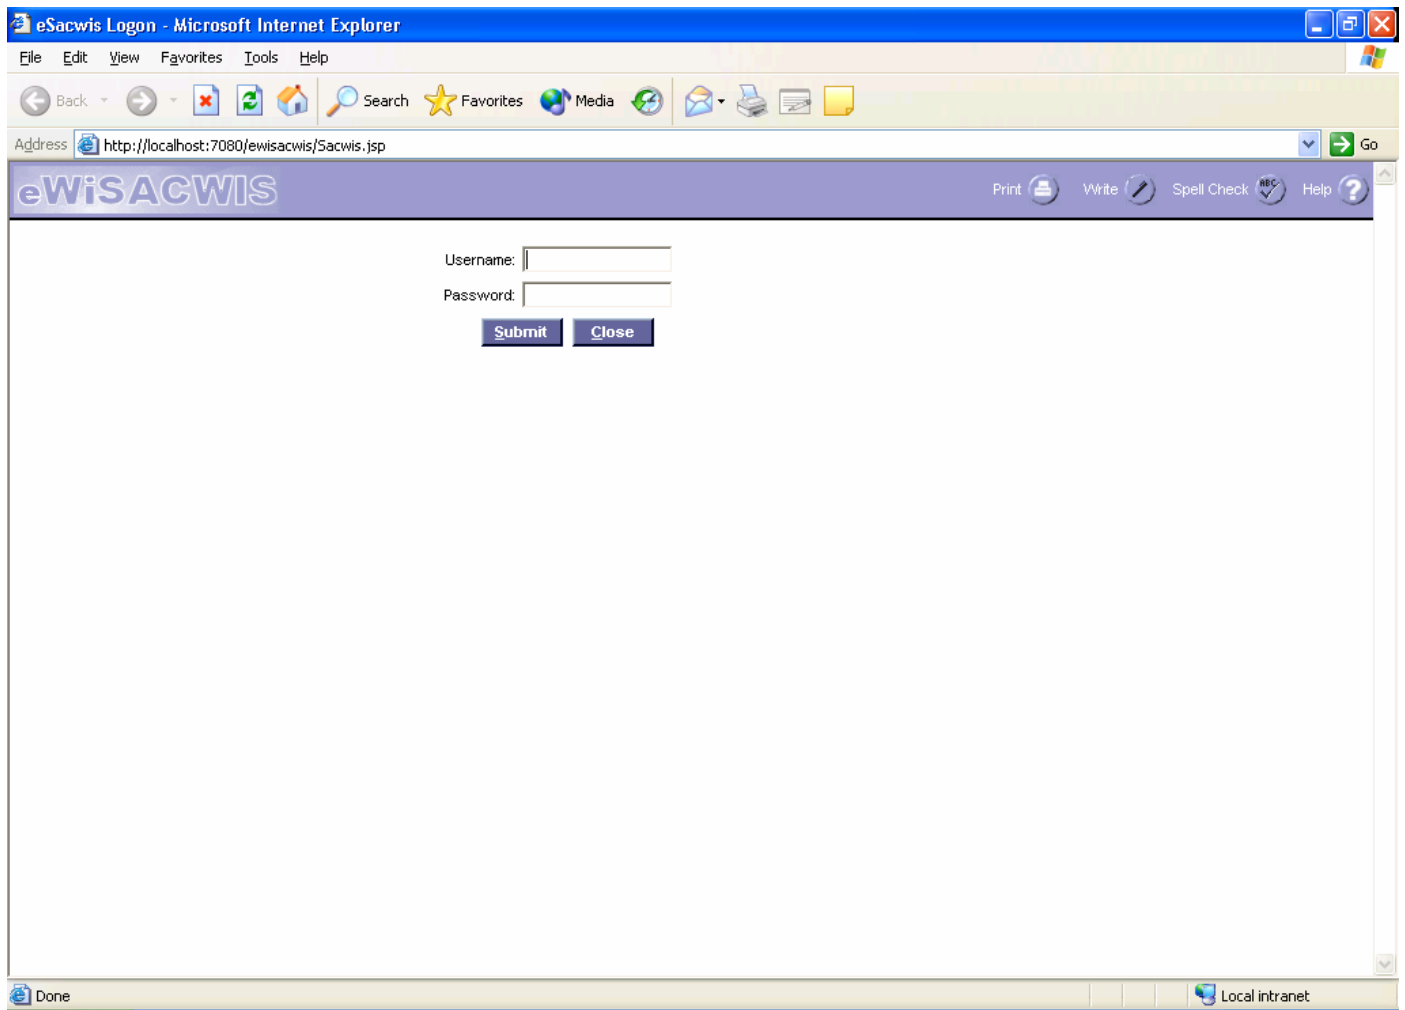 eSacwis Logon - Microsoft Internet Explorer
File Edit View Favorites Tools Help
Back Search Favorites Media
Address http://localhost:7080/ewisacwis/Sacwis.jsp Go
eWiSACWIS Print Write Spell Check ABC Help ?
Username:
Password:
Submit Close
Done Local intranet